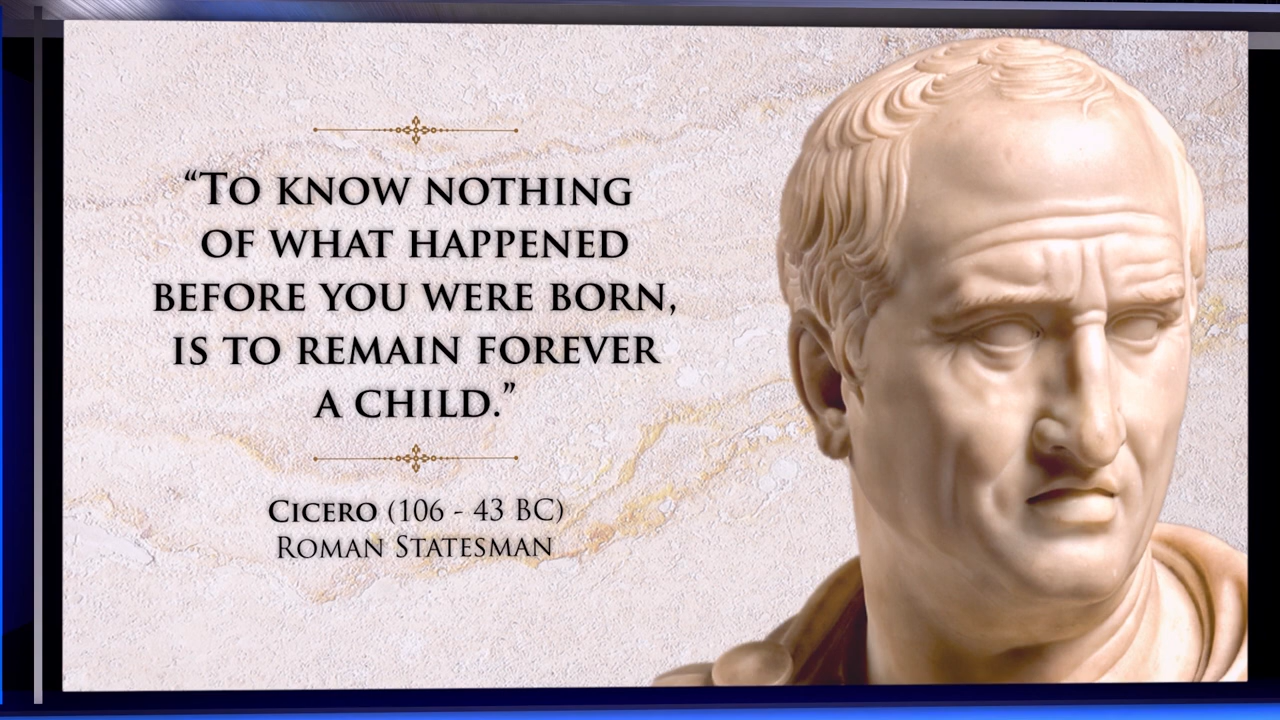 “To know nothing
of what happened
before you were born,
is to remain forever
a child.”
Cicero (106 - 43 BC)
Roman Statesman